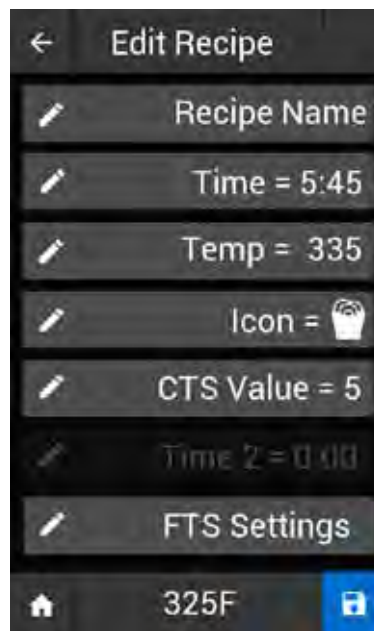 Edit Recipe
Recipe Name
Time = 5:45
Temp = 335
Icon =
CTS Value = 5
Time 2 = 0:00
FTS Settings
325F